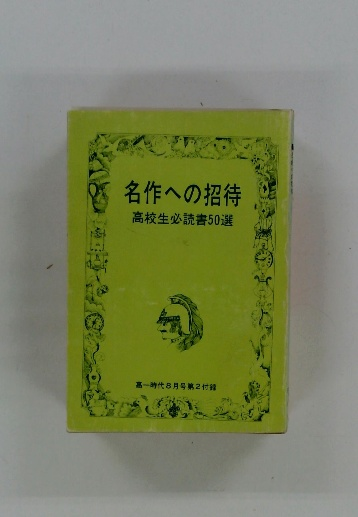 名作への招待
高校生必読書50選
高一時代8月号第2付録